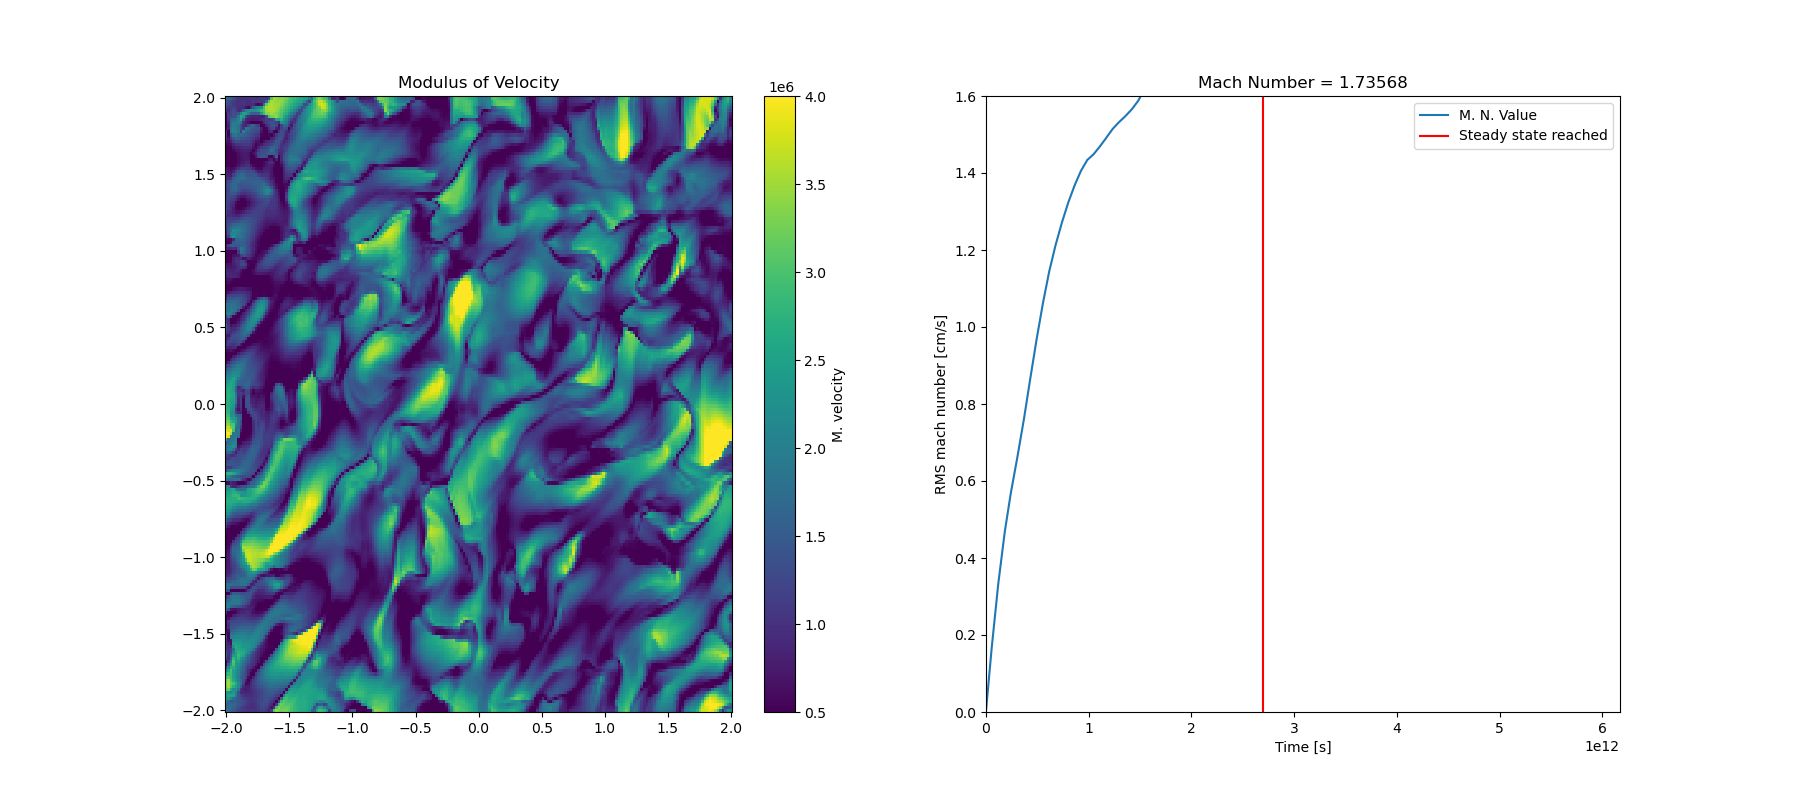 Modulus of Velocity
1e6
2.0
1.5
1.0
0.5
0.0
−0.5
−1.0
−1.5
−2.0
−2.0 −1.5 −1.0 −0.5 0.0 0.5 1.0 1.5 2.0
4.0
3.5
3.0
2.5
2.0
1.5
1.0
0.5
M. velocity
Mach Number = 1.73568
M. N. Value
Steady state reached
RMS mach number [cm/s]
1.6
1.4
1.2
1.0
0.8
0.6
0.4
0.2
0.0
0 1 2 3 4 5 6
Time [s]
1e12